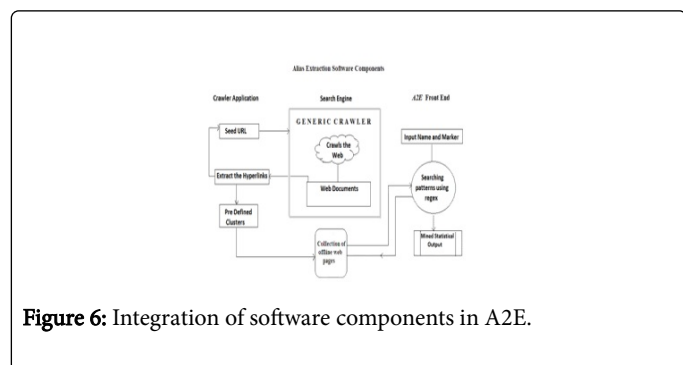 Alias Extraction Software Components
Crawler Application
Search Engine
A2E Front End
GENERIC CRAWLER
Seed URL
Crawls the
Web
Input Name and Marker
Extract the Hyperlinks
Web Documents
Searching
patterns using
regex
Pre Defined
Clusters
Collection of
offline web
pages
Mined Statistical
Output
Figure 6: Integration of software components in A2E.